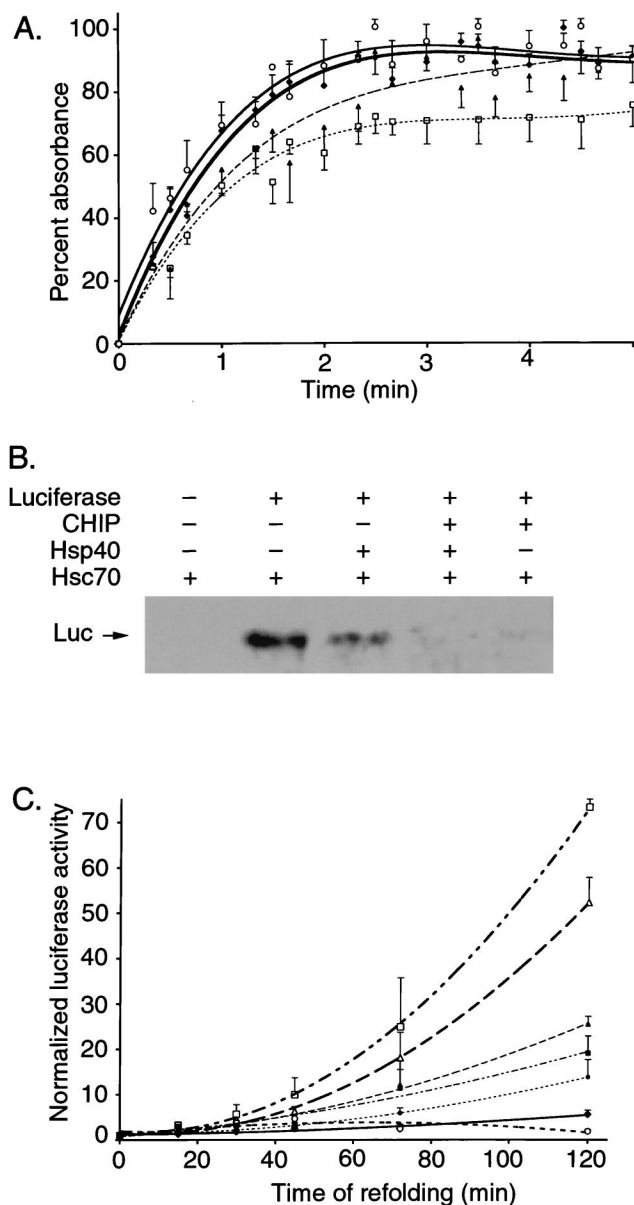 A.
Percent absorbance
100
80
60
40
20
0
0 1 2 3 4 5
Time (min)
B.
Luciferase − + + + +
CHIP − − − + +
Hsp40 − − + + −
Hsc70 + + + + +
Luc →
C.
Normalized luciferase activity
70
60
50
40
30
20
10
0
0 20 40 60 80 100 120
Time of refolding (min)